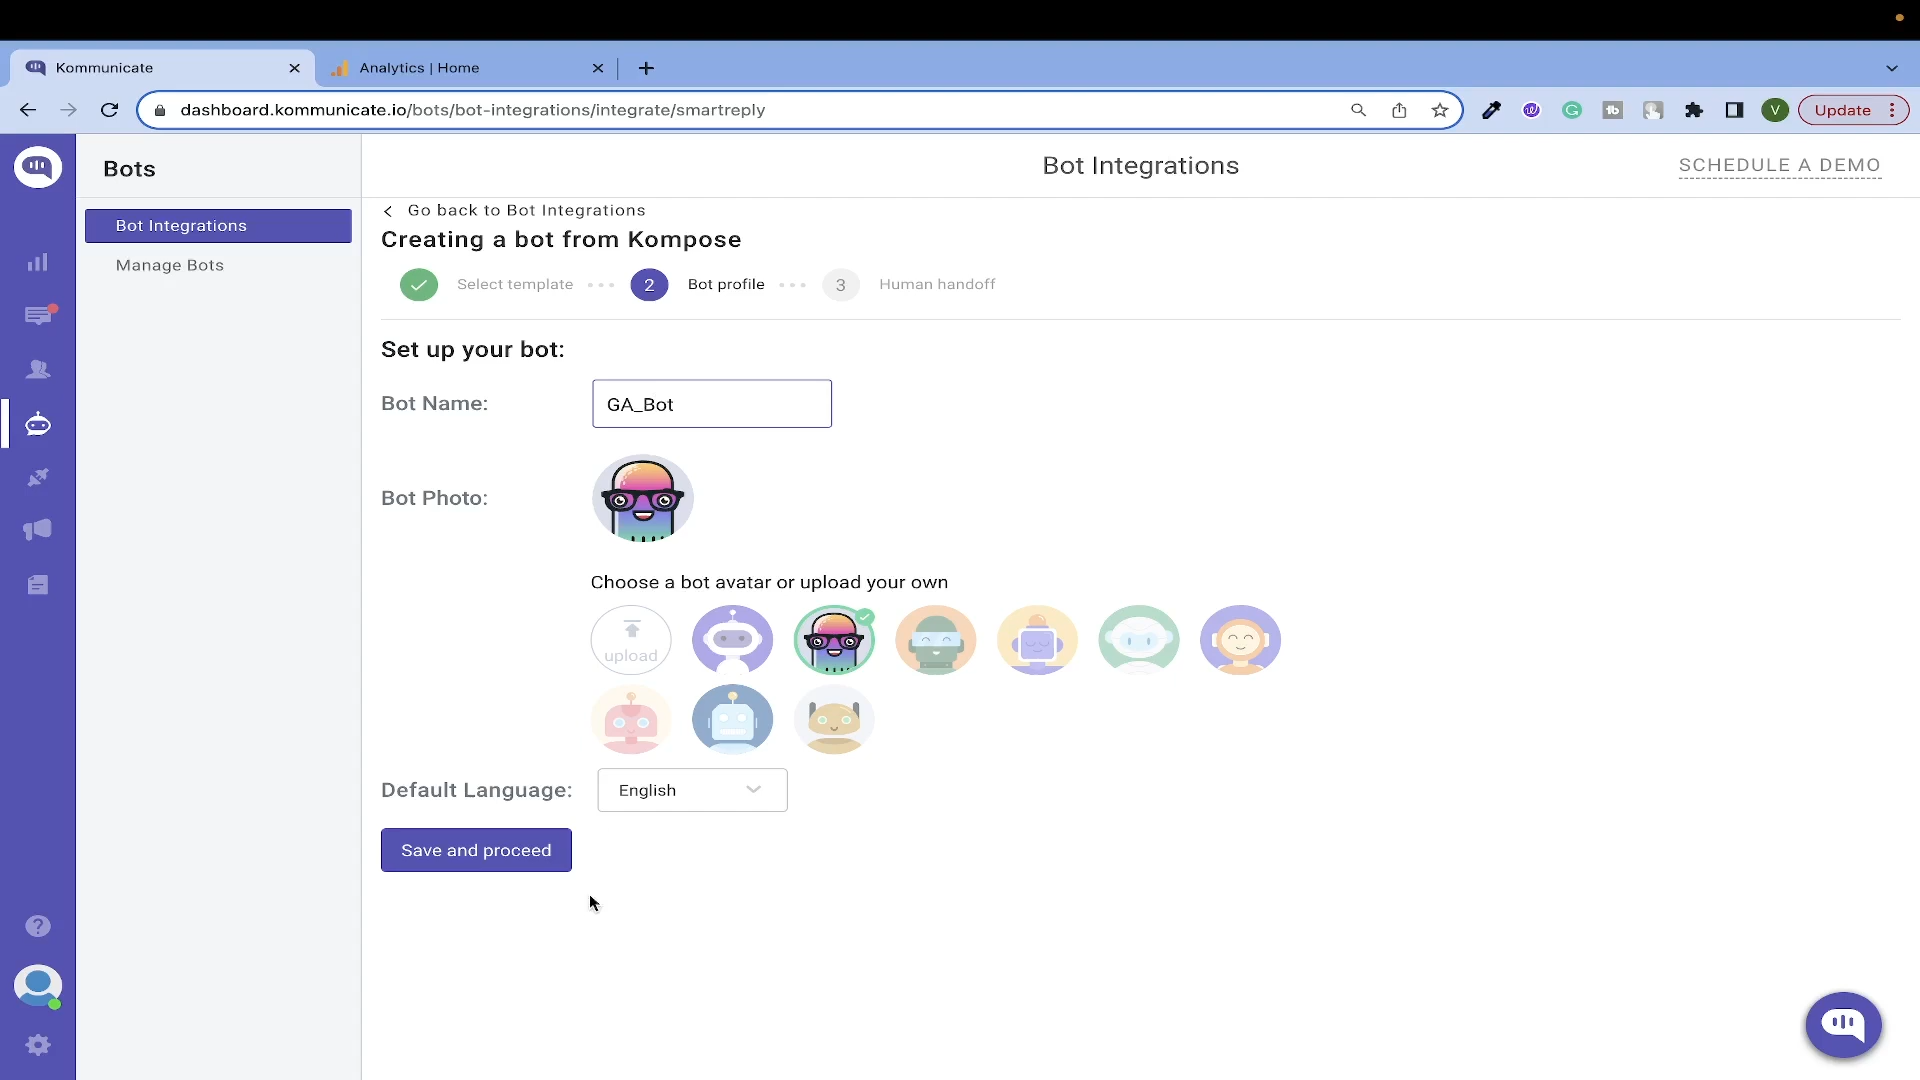 Kommunicate
Analytics | Home
dashboard.kommunicate.io/bots/bot-integrations/integrate/smartreply
tb
G
V
Update
Bots
Bot Integrations
SCHEDULE A DEMO
Bot Integrations
Manage Bots
Go back to Bot Integrations
Creating a bot from Kompose
Select template
2
Bot profile
3
Human handoff
Set up your bot:
Bot Name:
GA_Bot
Bot Photo:
Choose a bot avatar or upload your own
upload
Default Language:
English
Save and proceed
?